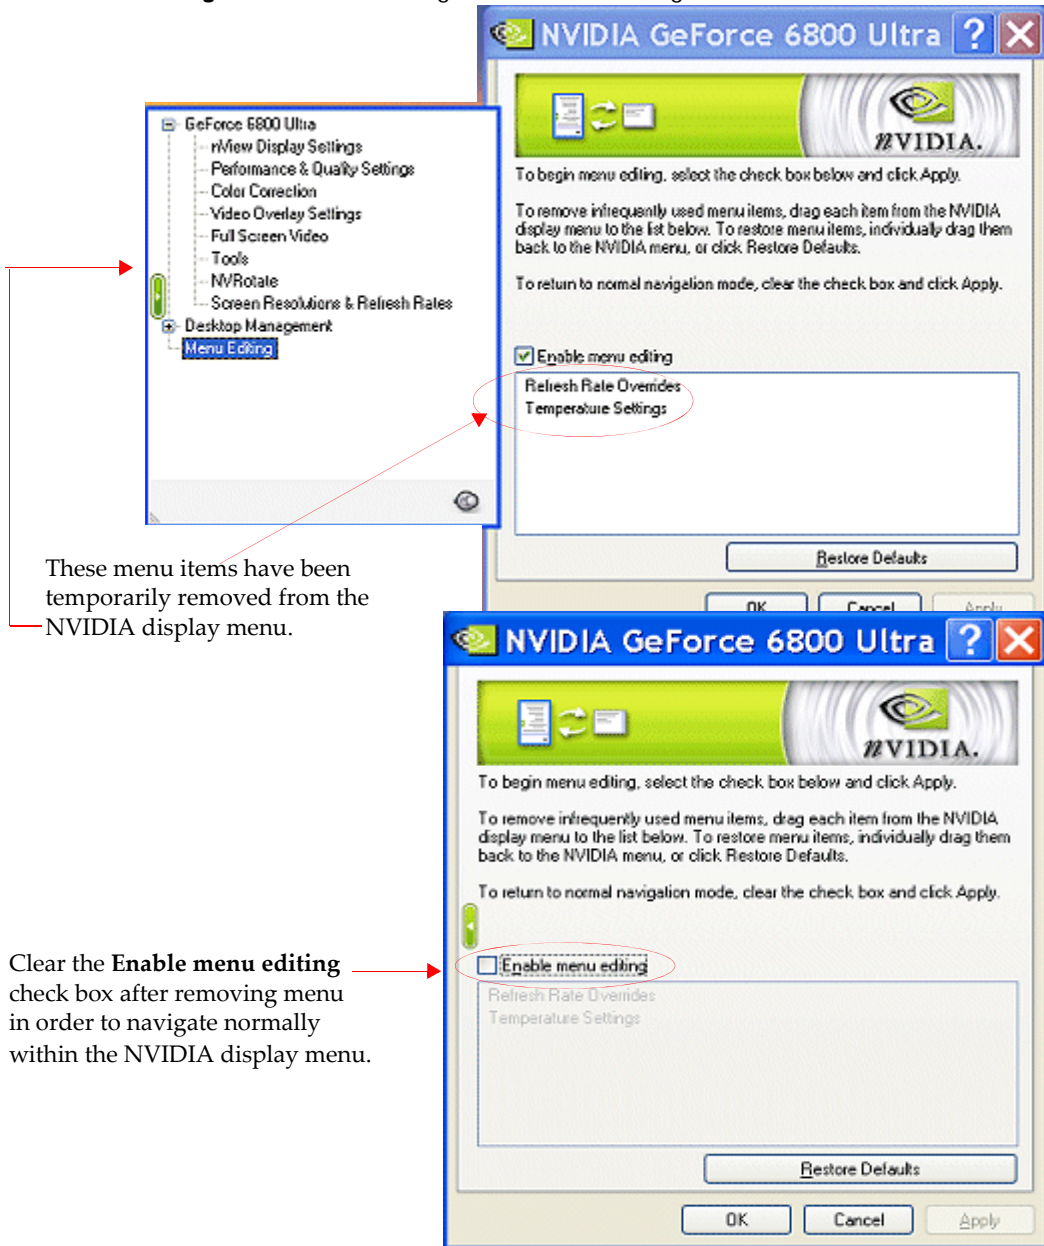 NVIDIA GeForce 6800 Ultra
nVIDIA.
To begin menu editing, select the check box below and click Apply.
To remove infrequently used menu items, drag each item from the NVIDIA
display menu to the list below. To restore menu items, individually drag them
back to the NVIDIA menu, or click Restore Defaults.
To return to normal navigation mode, clear the check box and click Apply.
Enable menu editing
Refresh Rate Overrides
Temperature Settings
Restore Defaults
OK Cancel Apply
GeForce 6800 Ultra
nView Display Settings
Performance & Quality Settings
Color Correction
Video Overlay Settings
Full Screen Video
Tools
NVRotate
Screen Resolutions & Refresh Rates
Desktop Management
Menu Editing
These menu items have been
temporarily removed from the
NVIDIA display menu.
NVIDIA GeForce 6800 Ultra
nVIDIA.
To begin menu editing, select the check box below and click Apply.
To remove infrequently used menu items, drag each item from the NVIDIA
display menu to the list below. To restore menu items, individually drag them
back to the NVIDIA menu, or click Restore Defaults.
To return to normal navigation mode, clear the check box and click Apply.
Enable menu editing
Refresh Rate Overrides
Temperature Settings
Restore Defaults
OK Cancel Apply
Clear the Enable menu editing
check box after removing menu
in order to navigate normally
within the NVIDIA display menu.